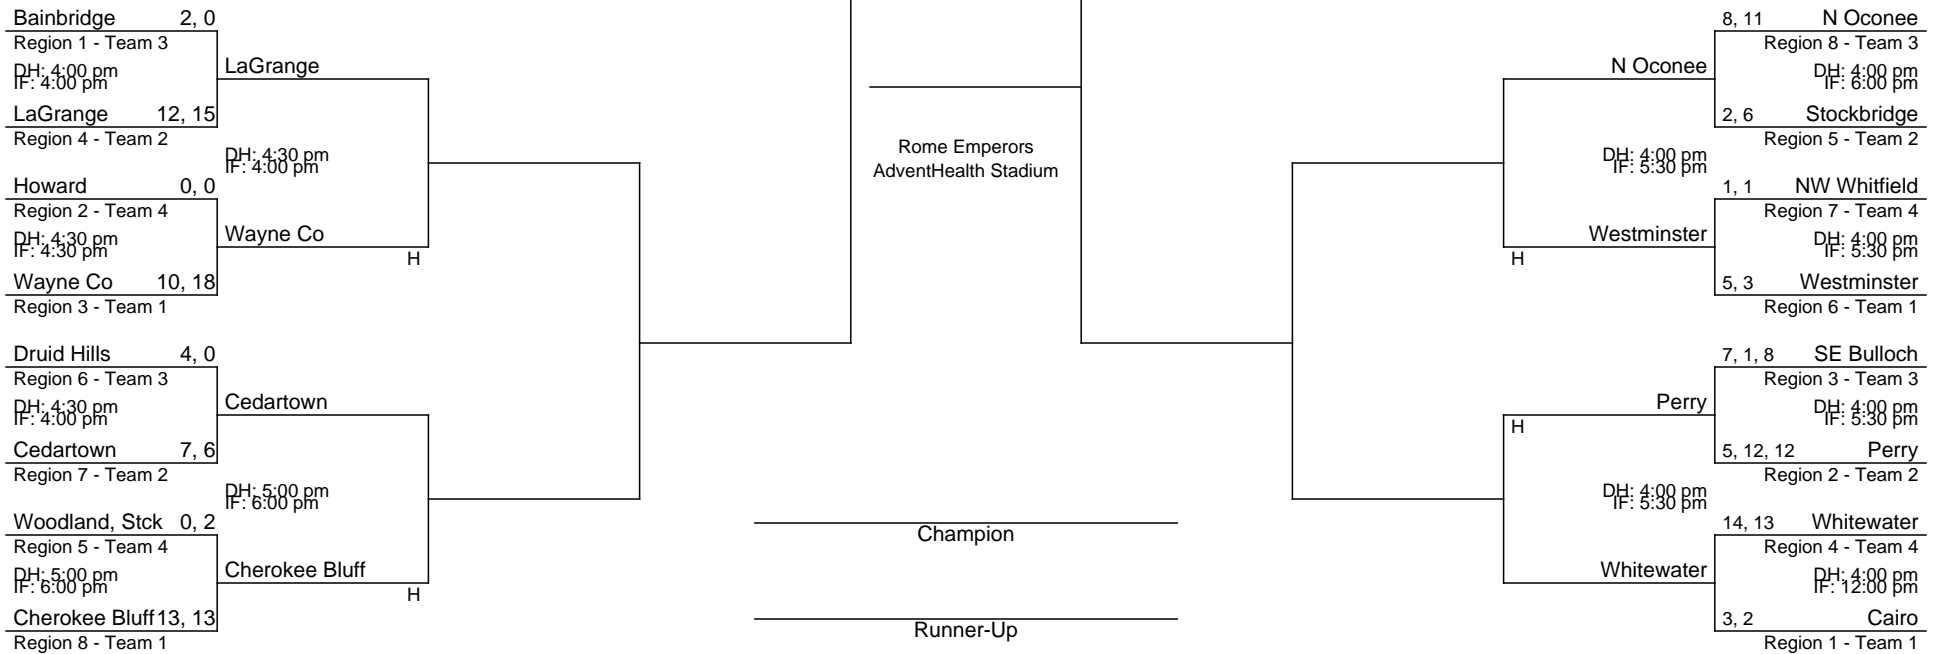 Bainbridge 2, 0
Region 1 - Team 3
DH: 4:00 pm
IF: 4:00 pm
LaGrange 12, 15
Region 4 - Team 2
LaGrange
DH: 4:30 pm
IF: 4:00 pm
Howard 0, 0
Region 2 - Team 4
DH: 4:30 pm
IF: 4:30 pm
Wayne Co 10, 18
Region 3 - Team 1
Wayne Co
H
Druid Hills 4, 0
Region 6 - Team 3
DH: 4:30 pm
IF: 4:00 pm
Cedartown 7, 6
Region 7 - Team 2
Cedartown
DH: 5:00 pm
IF: 6:00 pm
Woodland, Stck 0, 2
Region 5 - Team 4
DH: 5:00 pm
IF: 6:00 pm
Cherokee Bluff 13, 13
Region 8 - Team 1
Cherokee Bluff
H
Rome Emperors
AdventHealth Stadium
Champion
Runner-Up
8, 11 N Oconee
Region 8 - Team 3
DH: 4:00 pm
IF: 6:00 pm
2, 6 Stockbridge
Region 5 - Team 2
N Oconee
DH: 4:00 pm
IF: 5:30 pm
1, 1 NW Whitfield
Region 7 - Team 4
DH: 4:00 pm
IF: 5:30 pm
5, 3 Westminster
Region 6 - Team 1
Westminster
H
7, 1, 8 SE Bulloch
Region 3 - Team 3
DH: 4:00 pm
IF: 5:30 pm
5, 12, 12 Perry
Region 2 - Team 2
Perry
H
DH: 4:00 pm
IF: 5:30 pm
14, 13 Whitewater
Region 4 - Team 4
DH: 4:00 pm
IF: 12:00 pm
3, 2 Cairo
Region 1 - Team 1
Whitewater